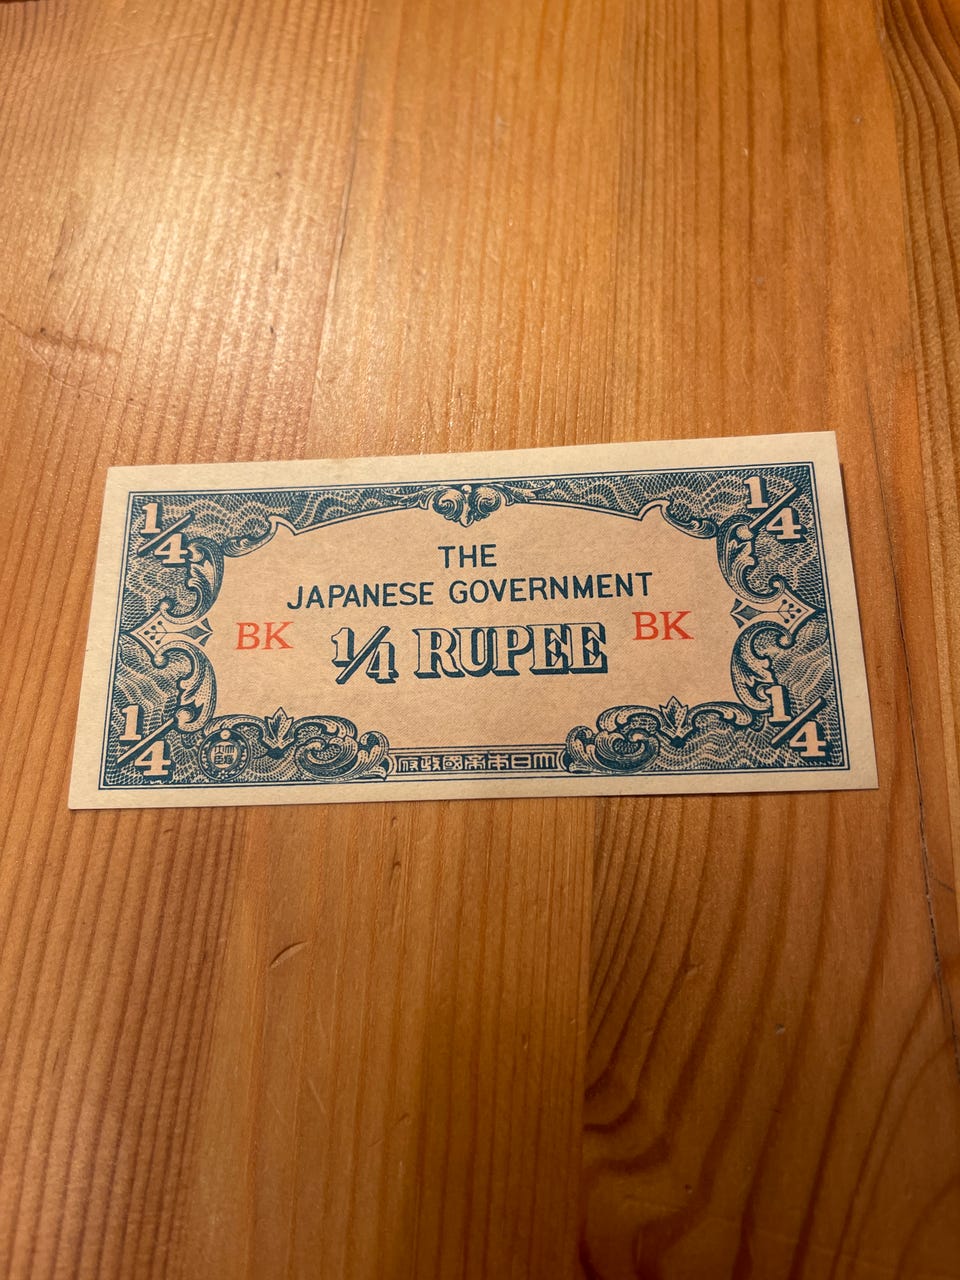 1/4 1/4
THE
JAPANESE GOVERNMENT
BK 1/4 RUPEE BK
1/4 1/4
府政國帝本日大